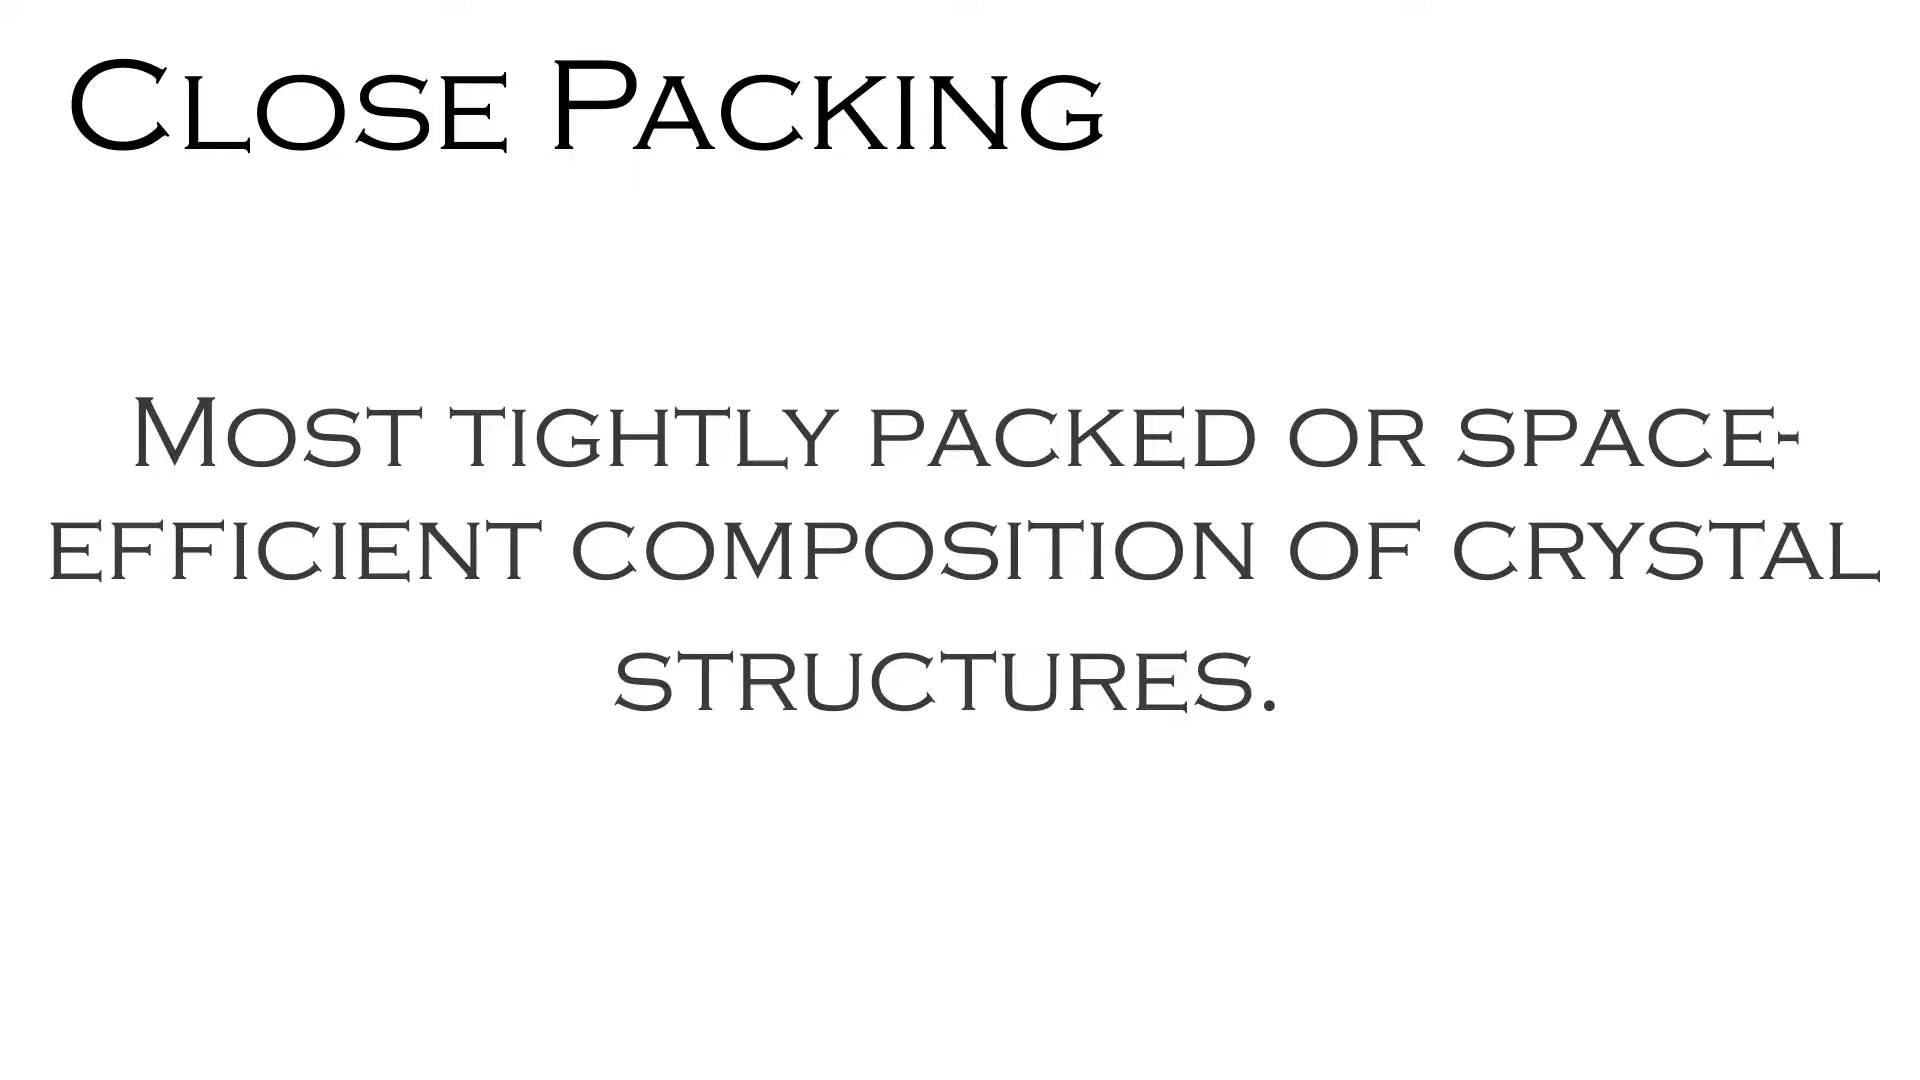 Close Packing
Most tightly packed or space-
efficient composition of crystal
structures.